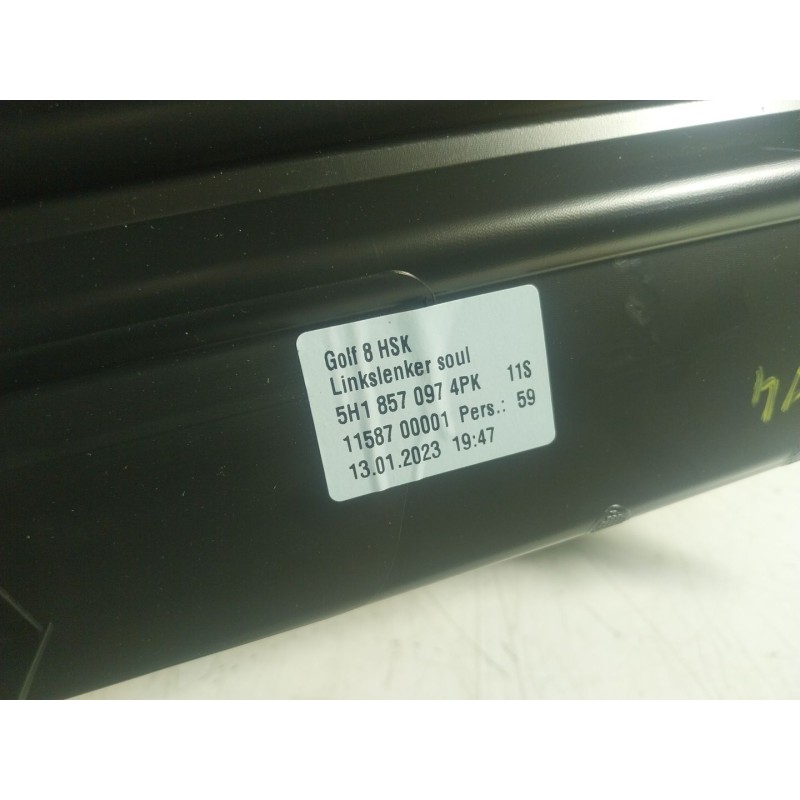 Golf 8 HSK
Linkslenker soul
5H1 857 097 4PK 11S
11587 00001 Pers.: 59
13.01.2023 19:47